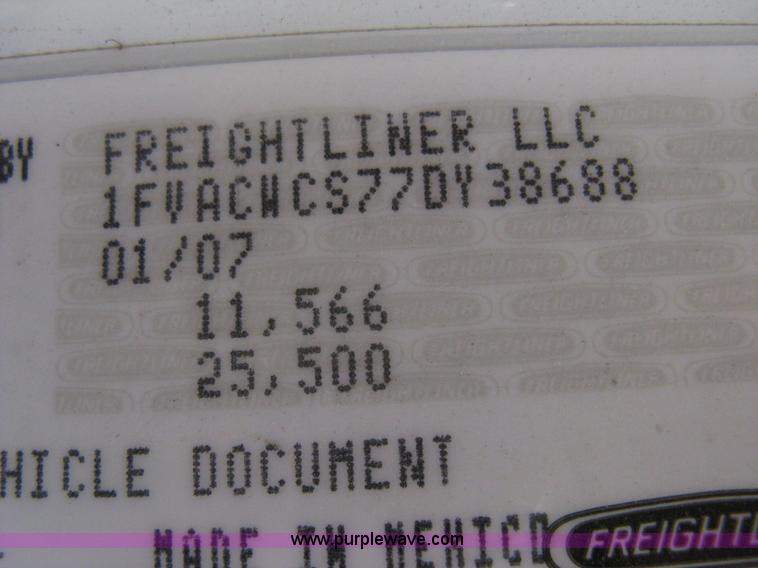 BY FREIGHTLINER LLC
1FVACWCS77DY38688
01/07
11,566
25,500
HICLE DOCUMENT
MADE IN MEXICO FREIGHTL
www.purplewave.com